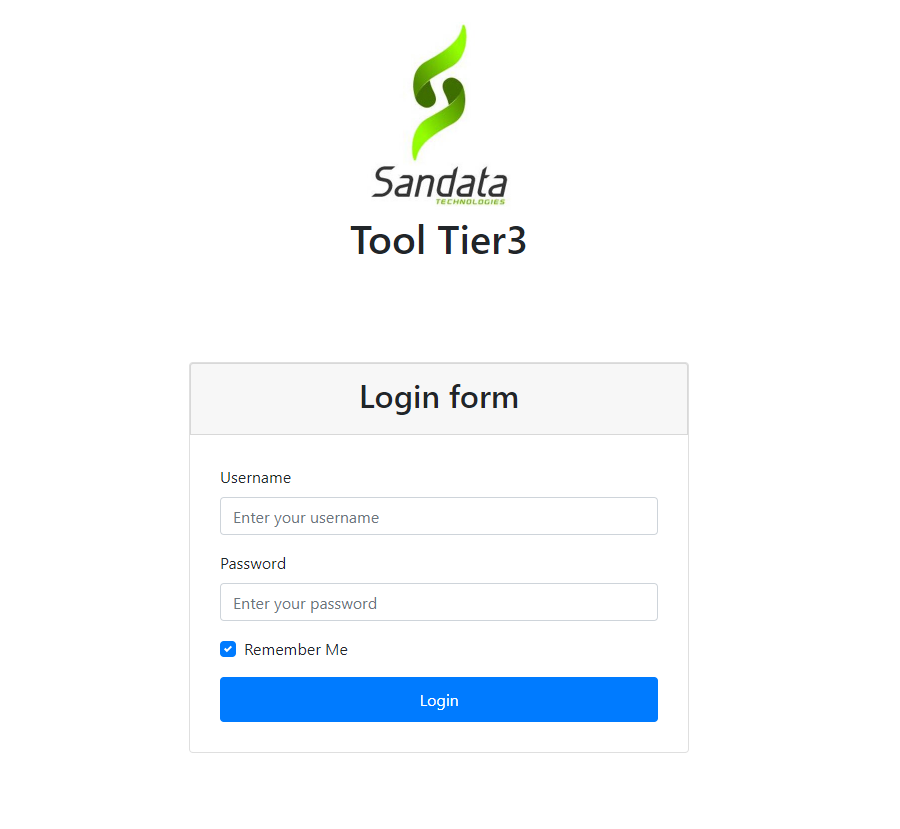 Sandata
TECHNOLOGIES
Tool Tier3
Login form
Username
Enter your username
Password
Enter your password
Remember Me
Login